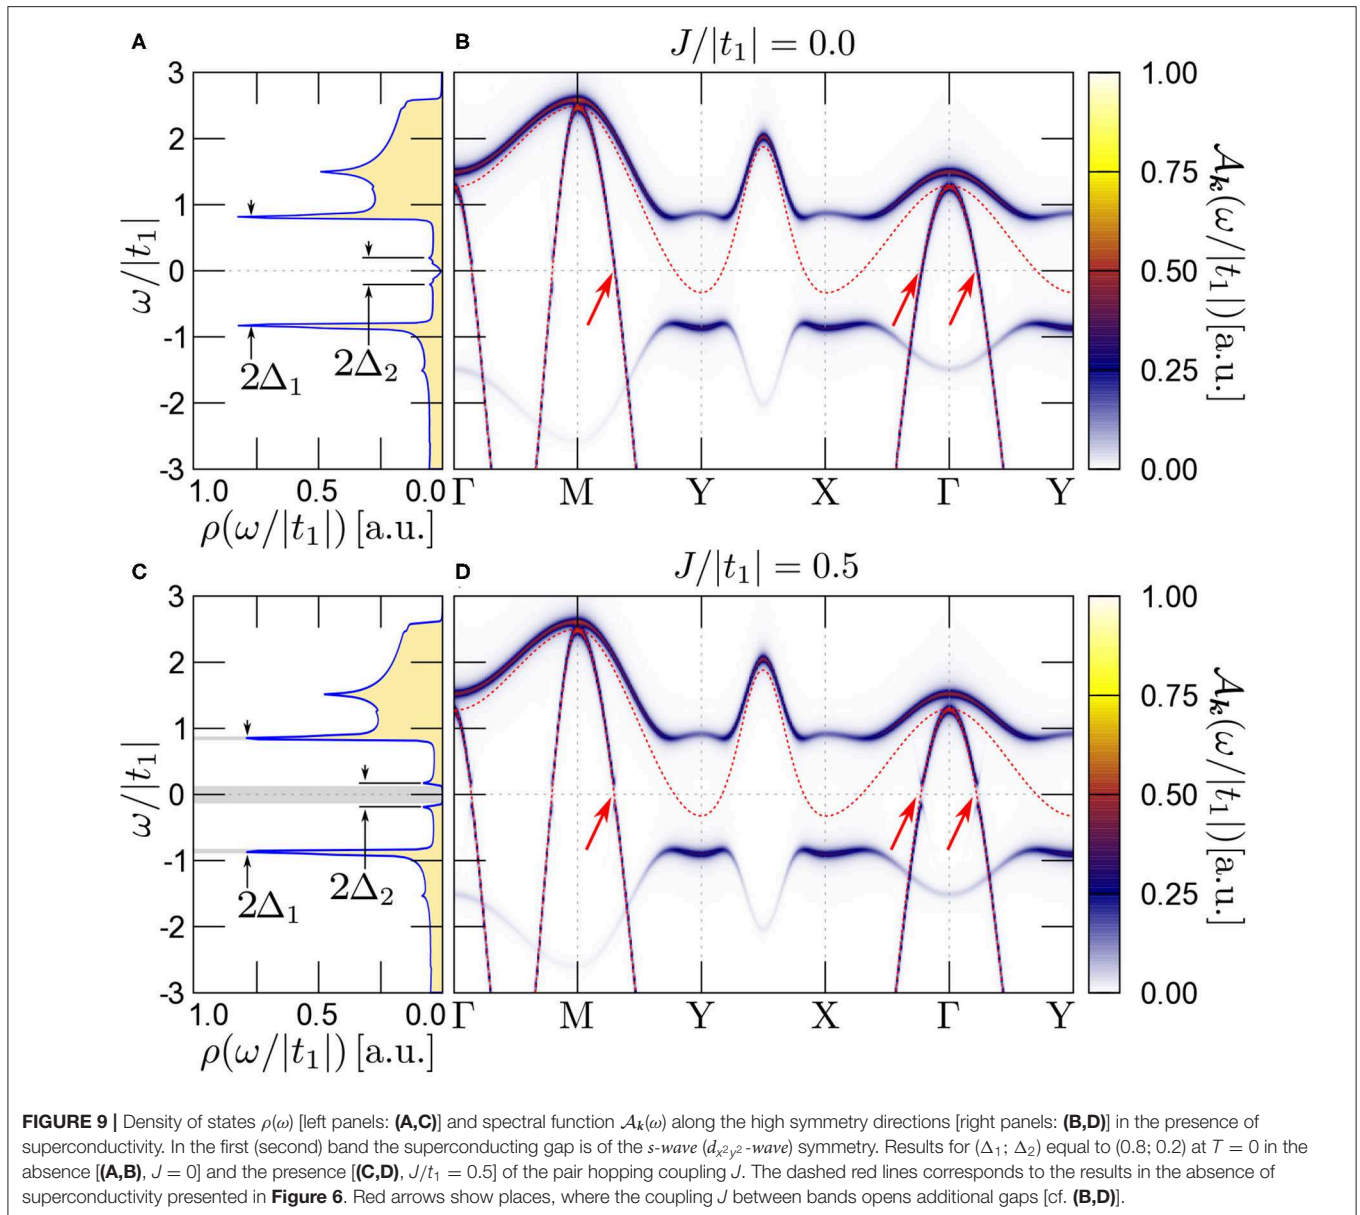 A
B
J/|t₁| = 0.0
3
2
1
0
-1
-2
-3
ω/|t₁|
2Δ₁
2Δ₂
1.0 0.5 0.0
ρ(ω/|t₁|) [a.u.]
Γ M Y X Γ Y
1.00
0.75
0.50
0.25
0.00
𝒜ₖ(ω/|t₁|) [a.u.]
C
D
J/|t₁| = 0.5
3
2
1
0
-1
-2
-3
ω/|t₁|
2Δ₁
2Δ₂
1.0 0.5 0.0
ρ(ω/|t₁|) [a.u.]
Γ M Y X Γ Y
1.00
0.75
0.50
0.25
0.00
𝒜ₖ(ω/|t₁|) [a.u.]
FIGURE 9 | Density of states ρ(ω) [left panels: (A,C)] and spectral function 𝒜ₖ(ω) along the high symmetry directions [right panels: (B,D)] in the presence of
superconductivity. In the first (second) band the superconducting gap is of the s-wave (dₓ²ᵧ²-wave) symmetry. Results for (Δ₁; Δ₂) equal to (0.8; 0.2) at T = 0 in the
absence [(A,B), J = 0] and the presence [(C,D), J/t₁ = 0.5] of the pair hopping coupling J. The dashed red lines corresponds to the results in the absence of
superconductivity presented in Figure 6. Red arrows show places, where the coupling J between bands opens additional gaps [cf. (B,D)].